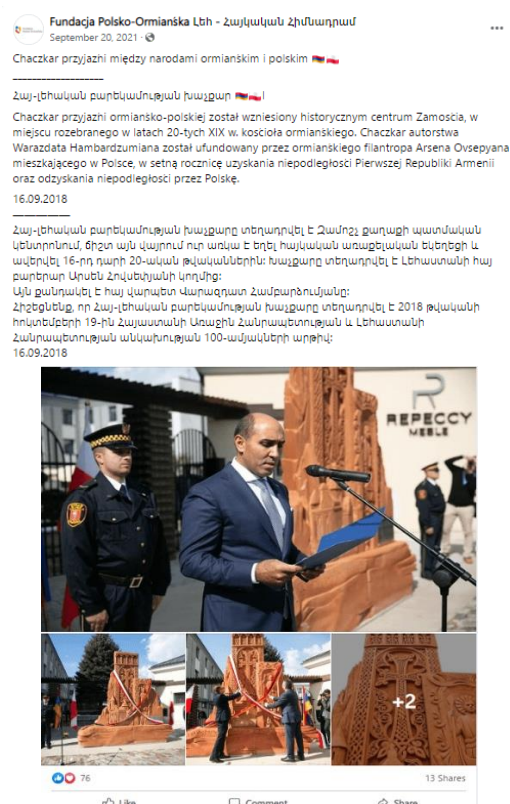 Fundacja Polsko-Ormiańska Լեհ - Հայկական Հիմնադրամ
September 20, 2021 ·
Chaczkar przyjaźni między narodami ormiańskim i polskim
___________________
Հայ-լեհական բարեկամության խաչքար !
Chaczkar przyjaźni ormiańsko-polskiej został wzniesiony historycznym centrum Zamościa, w
miejscu rozebranego w latach 20-tych XIX w. kościoła ormiańskiego. Chaczkar autorstwa
Warazdata Hambardzumiana został ufundowany przez ormiańskiego filantropa Arsena Ovsepyana
mieszkającego w Polsce, w setną rocznicę uzyskania niepodległości Pierwszej Republiki Armenii
oraz odzyskania niepodległości przez Polskę.
16.09.2018
____________
Հայ-լեհական բարեկամության խաչքարը տեղադրվել է Զամոշչ քաղաքի պատմական
կենտրոնում, ճիշտ այն վայրում ուր առկա է եղել հայկական առաքելական եկեղեցի և
ավերվել 16-րդ դարի 20-ական թվականներին: Խաչքարը տեղադրվել է Լեհաստանի հայ
բարերար Արսեն Հովսեփյանի կողմից:
Այն քանդակել է հայ վարպետ Վարազդատ Համբարձումյանը:
Հիշեցնենք, որ Հայ-լեհական բարեկամության խաչքարը տեղադրվել է 2018 թվականի
հոկտեմբերի 19-ին Հայաստանի Առաջին Հանրապետության և Լեհաստանի
Հանրապետության անկախության 100-ամյակների արթիվ:
16.09.2018
R
REPECCY
MEBLE
+2
76
13 Shares
Like
Comment
Share